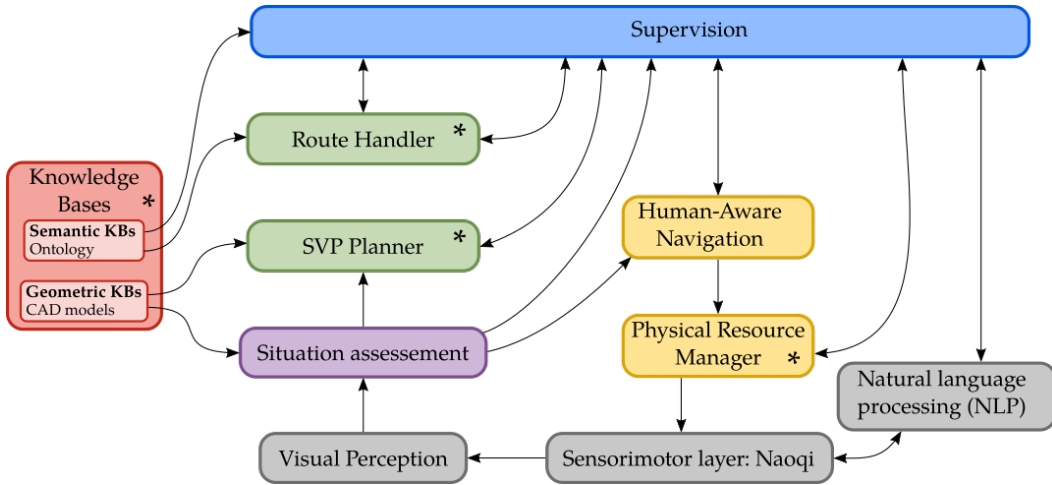 Supervision
Route Handler *
Knowledge
Bases *
Semantic KBs
Ontology
Geometric KBs
CAD models
SVP Planner *
Human-Aware
Navigation
Situation assessement
Physical Resource
Manager *
Natural language
processing (NLP)
Visual Perception
Sensorimotor layer: Naoqi